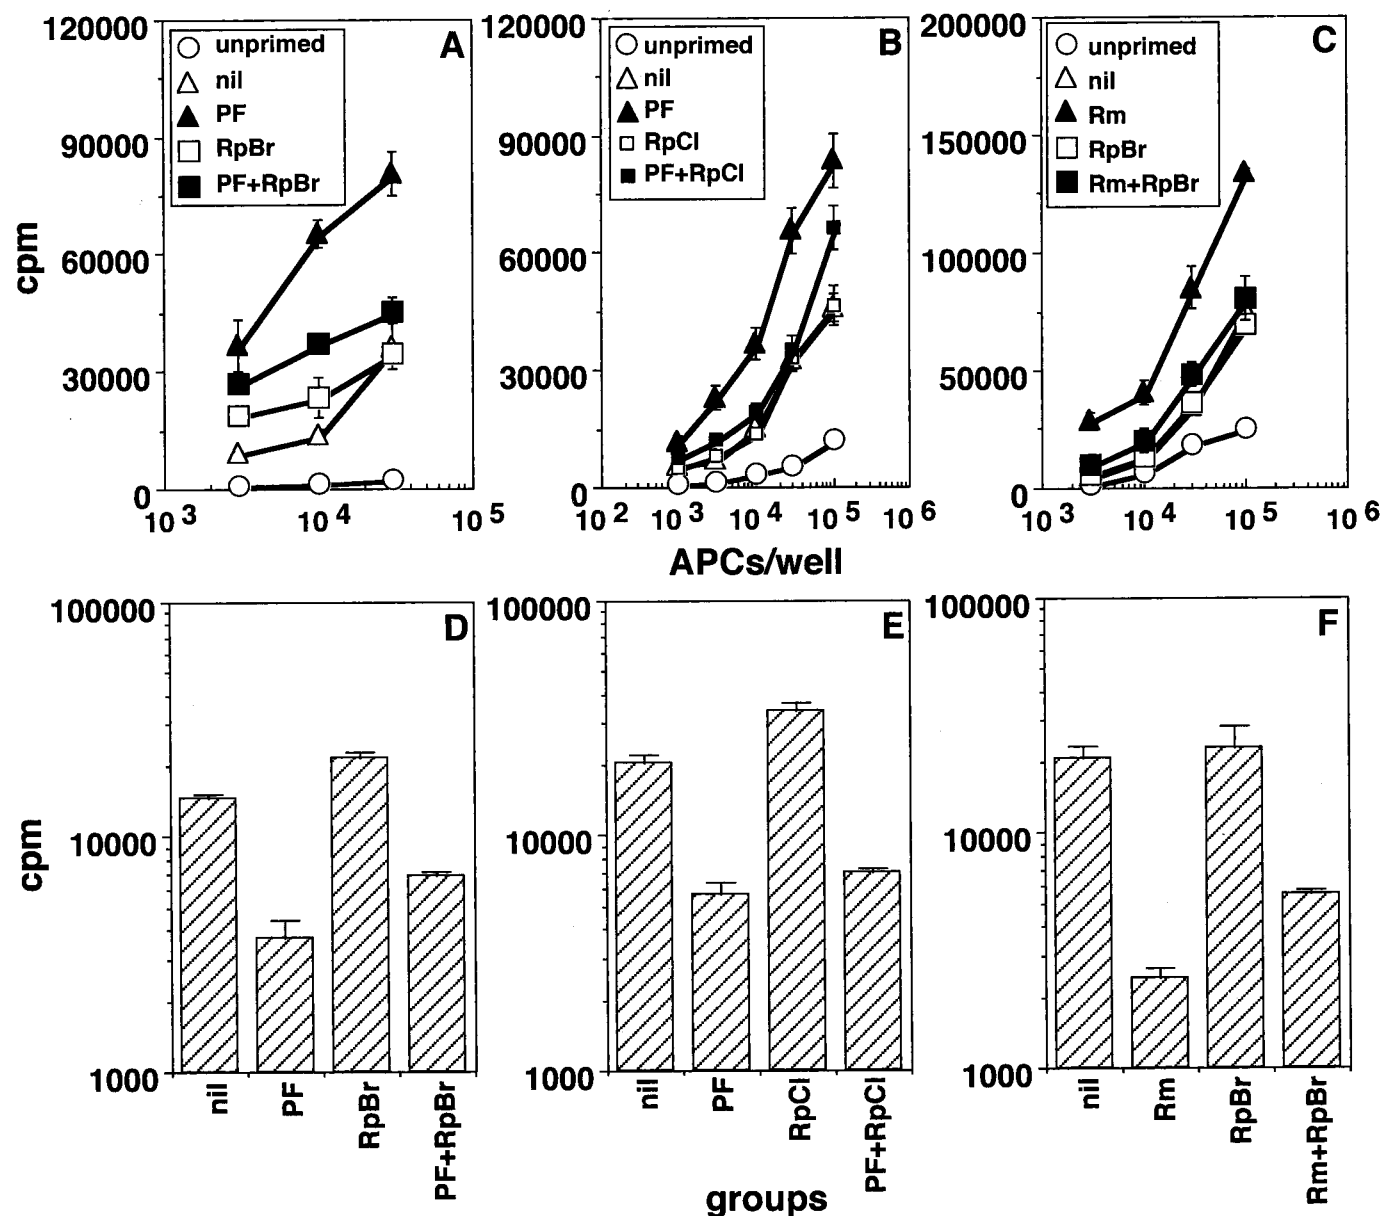 A
120000
90000
60000
30000
0
cpm
unprimed
nil
PF
RpBr
PF+RpBr
10 3
10 4
10 5
B
120000
90000
60000
30000
0
unprimed
nil
PF
RpCl
PF+RpCl
10 2
10 3
10 4
10 5
10 6
C
200000
150000
100000
50000
0
unprimed
nil
Rm
RpBr
Rm+RpBr
10 3
10 4
10 5
10 6
APCs/well
D
100000
10000
1000
cpm
nil
PF
RpBr
PF+RpBr
E
100000
10000
1000
nil
PF
RpCl
PF+RpCl
F
100000
10000
1000
nil
Rm
RpBr
Rm+RpBr
groups